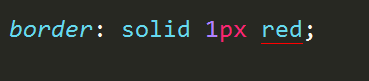 border: solid 1px red;